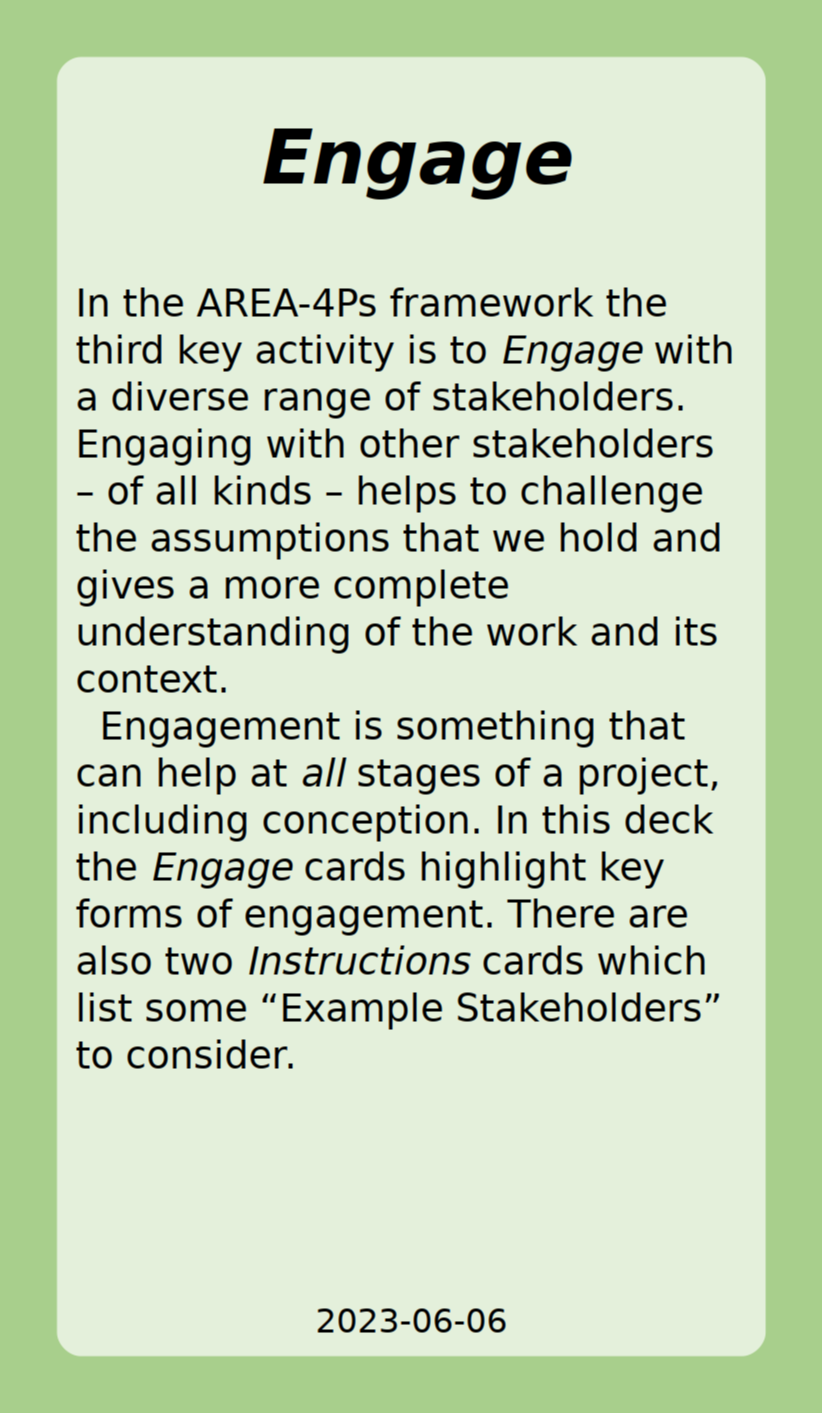 Engage
In the AREA-4Ps framework the
third key activity is to Engage with
a diverse range of stakeholders.
Engaging with other stakeholders
– of all kinds – helps to challenge
the assumptions that we hold and
gives a more complete
understanding of the work and its
context.
Engagement is something that
can help at all stages of a project,
including conception. In this deck
the Engage cards highlight key
forms of engagement. There are
also two Instructions cards which
list some “Example Stakeholders”
to consider.
2023-06-06